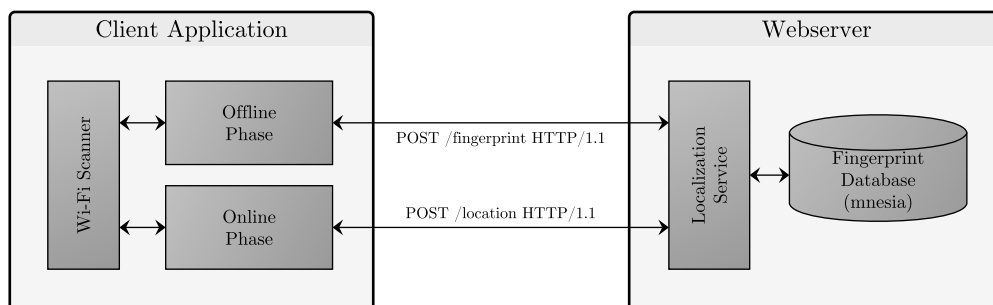 Client Application
Webserver
Wi-Fi Scanner
Offline
Phase
Online
Phase
POST /fingerprint HTTP/1.1
POST /location HTTP/1.1
Localization
Service
Fingerprint
Database
(mnesia)